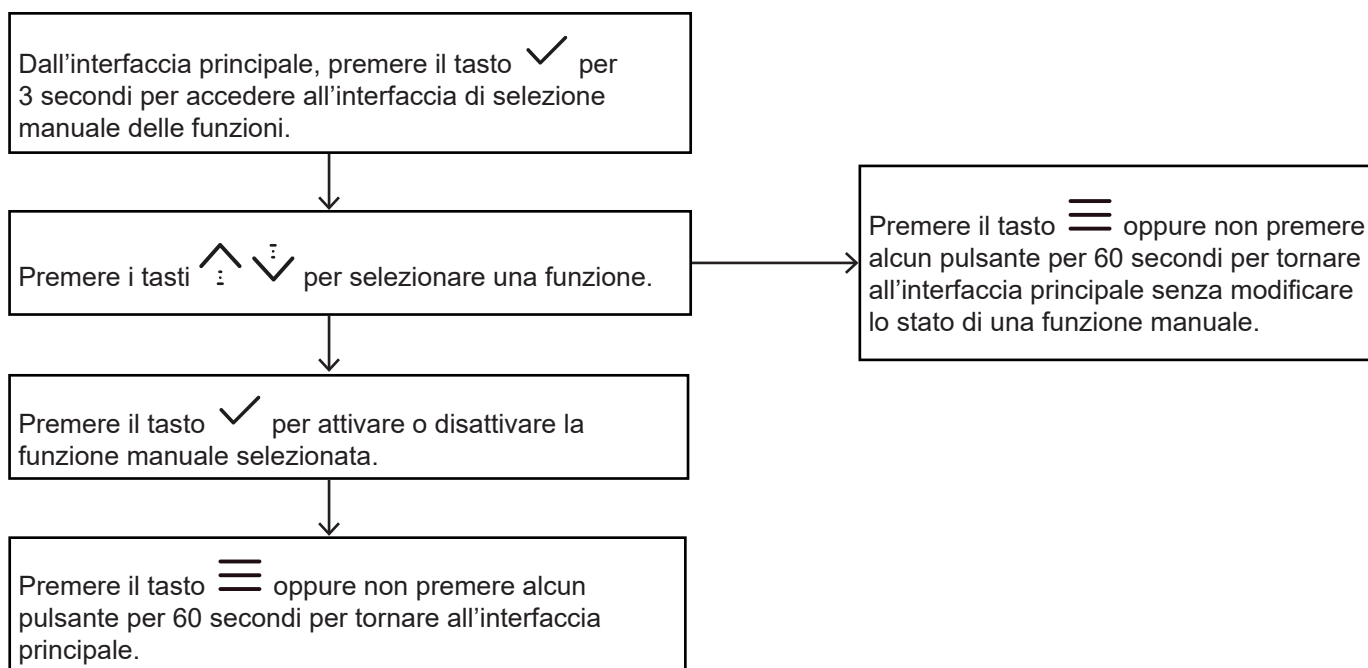 Dall’interfaccia principale, premere il tasto per
3 secondi per accedere all’interfaccia di selezione
manuale delle funzioni.
Premere i tasti per selezionare una funzione.
Premere il tasto oppure non premere
alcun pulsante per 60 secondi per tornare
all’interfaccia principale senza modificare
lo stato di una funzione manuale.
Premere il tasto per attivare o disattivare la
funzione manuale selezionata.
Premere il tasto oppure non premere alcun
pulsante per 60 secondi per tornare all’interfaccia
principale.